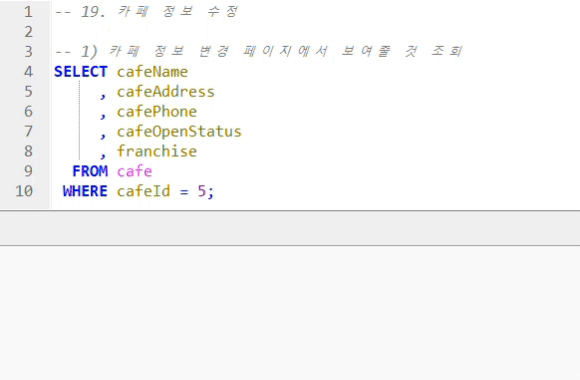 1 -- 19. 카페 정보 수정
2
3 -- 1) 카페 정보 변경 페이지에서 보여줄 것 조회
4 SELECT cafeName
5 , cafeAddress
6 , cafePhone
7 , cafeOpenStatus
8 , franchise
9 FROM cafe
10 WHERE cafeId = 5;